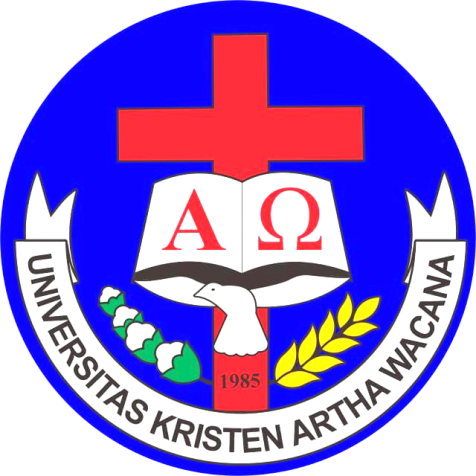 Α Ω
1985
UNIVERSITAS KRISTEN ARTHA WACANA